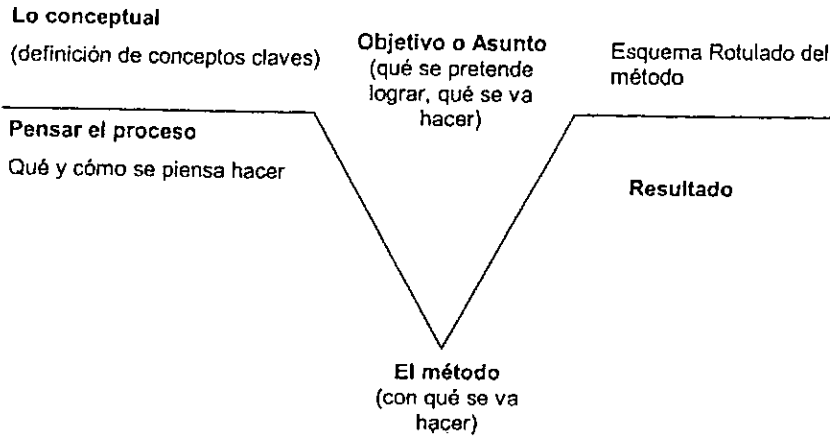 Lo conceptual
(definición de conceptos claves)
Objetivo o Asunto
(qué se pretende
lograr, qué se va
hacer)
Esquema Rotulado del
método
Pensar el proceso
Qué y cómo se piensa hacer
Resultado
El método
(con qué se va
hacer)